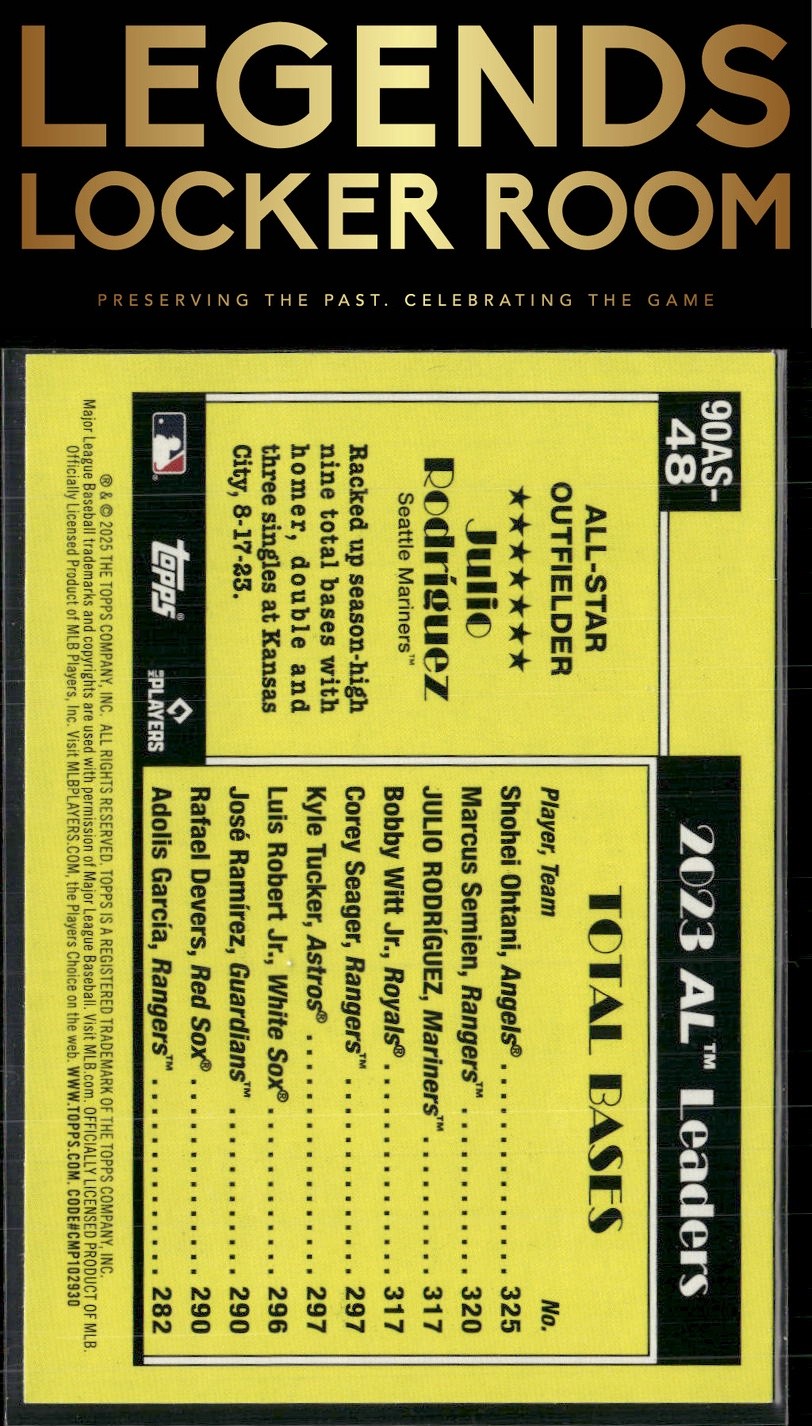 LEGENDS
LOCKER ROOM
PRESERVING THE PAST. CELEBRATING THE GAME
90AS-
48
ALL-STAR
OUTFIELDER
★★★★★★★
Julio
Rodríguez
Seattle Mariners™
Racked up season-high
nine total bases with
homer, double and
three singles at Kansas
City, 8-17-23.
topps®
MLB PLAYERS
2023 AL™ Leaders
TOTAL BASES
Player, Team No.
Shohei Ohtani, Angels® . . . . . . . . . . . . . . . . 325
Marcus Semien, Rangers™ . . . . . . . . . . . . . 320
JULIO RODRÍGUEZ, Mariners™ . . . . . . . . . . 317
Bobby Witt Jr., Royals® . . . . . . . . . . . . . . . . 317
Corey Seager, Rangers™ . . . . . . . . . . . . . . . 297
Kyle Tucker, Astros® . . . . . . . . . . . . . . . . . . 297
Luis Robert Jr., White Sox® . . . . . . . . . . . . . 296
José Ramírez, Guardians™ . . . . . . . . . . . . . 290
Rafael Devers, Red Sox® . . . . . . . . . . . . . . . 290
Adolis García, Rangers™ . . . . . . . . . . . . . . . 282
® & © 2025 THE TOPPS COMPANY, INC. ALL RIGHTS RESERVED. TOPPS IS A REGISTERED TRADEMARK OF THE TOPPS COMPANY, INC.
Major League Baseball trademarks and copyrights are used with permission of Major League Baseball. Visit MLB.com. OFFICIALLY LICENSED PRODUCT OF MLB.
Officially Licensed Product of MLB Players, Inc. Visit MLBPLAYERS.COM, the Players Choice on the web. WWW.TOPPS.COM. CODE#CMP102930